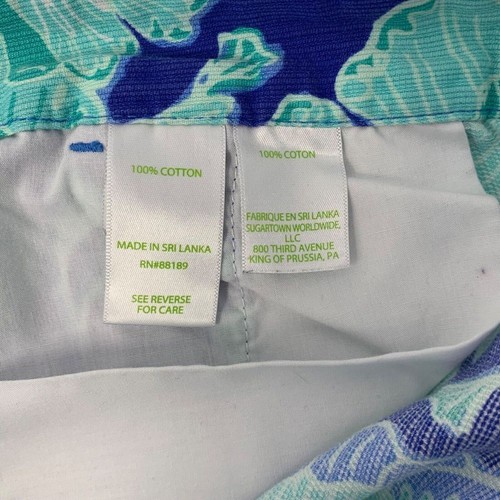 100% COTTON
MADE IN SRI LANKA
RN#88189
SEE REVERSE
FOR CARE
100% COTON
FABRIQUE EN SRI LANKA
SUGARTOWN WORLDWIDE,
LLC
800 THIRD AVENUE
KING OF PRUSSIA, PA